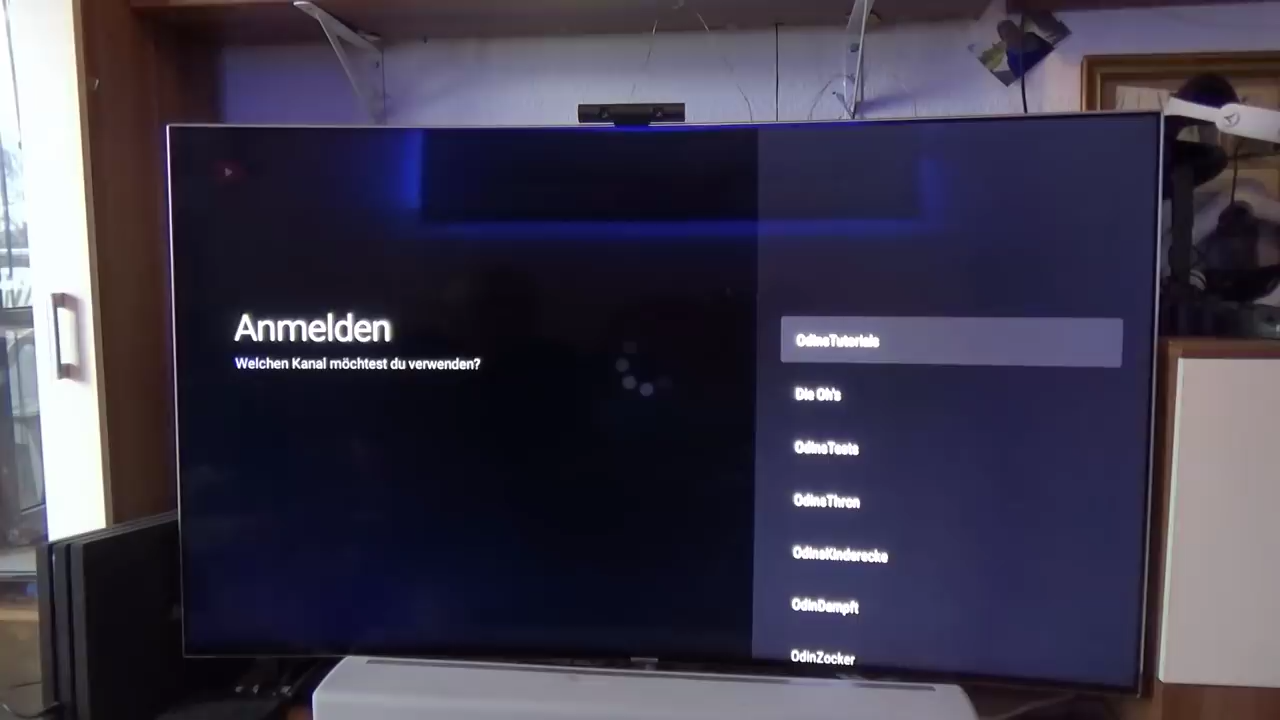 Anmelden
Welchen Kanal möchtest du verwenden?
OdinsTutorials
Die Oh's
OdinsTests
OdinsThron
OdinsKinderecke
OdinDampft
OdinZocker